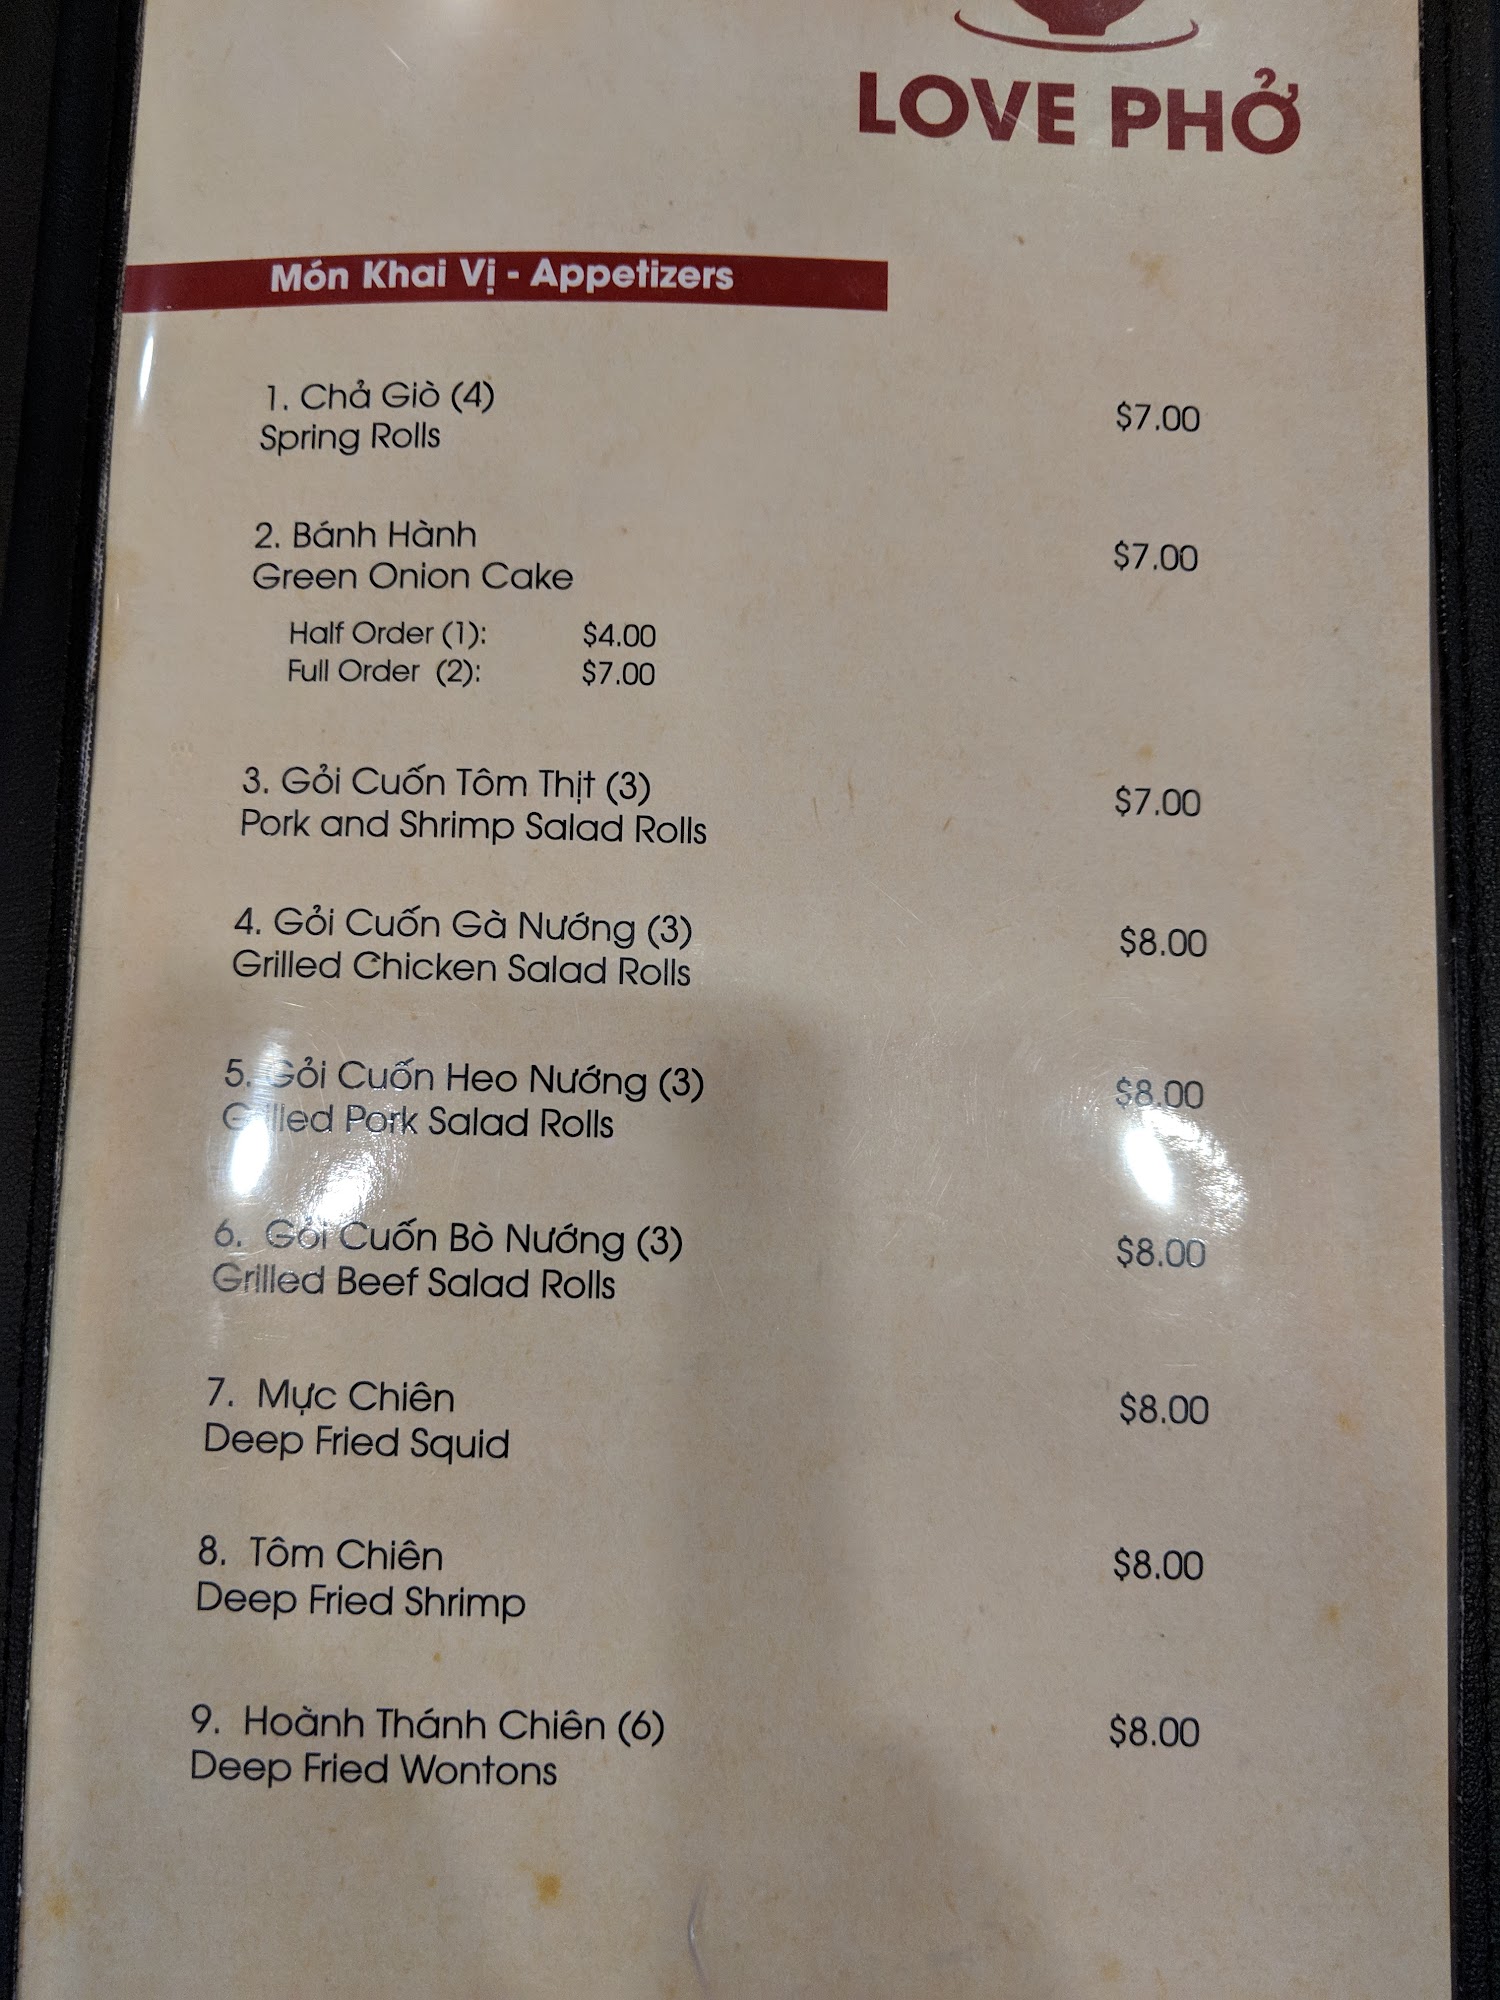 LOVE PHỞ
Món Khai Vị - Appetizers
1. Chả Giò (4)
Spring Rolls
$7.00
2. Bánh Hành
Green Onion Cake
$7.00
Half Order (1): $4.00
Full Order (2): $7.00
3. Gỏi Cuốn Tôm Thịt (3)
Pork and Shrimp Salad Rolls
$7.00
4. Gỏi Cuốn Gà Nướng (3)
Grilled Chicken Salad Rolls
$8.00
5. Gỏi Cuốn Heo Nướng (3)
Grilled Pork Salad Rolls
$8.00
6. Gỏi Cuốn Bò Nướng (3)
Grilled Beef Salad Rolls
$8.00
7. Mực Chiên
Deep Fried Squid
$8.00
8. Tôm Chiên
Deep Fried Shrimp
$8.00
9. Hoành Thánh Chiên (6)
Deep Fried Wontons
$8.00